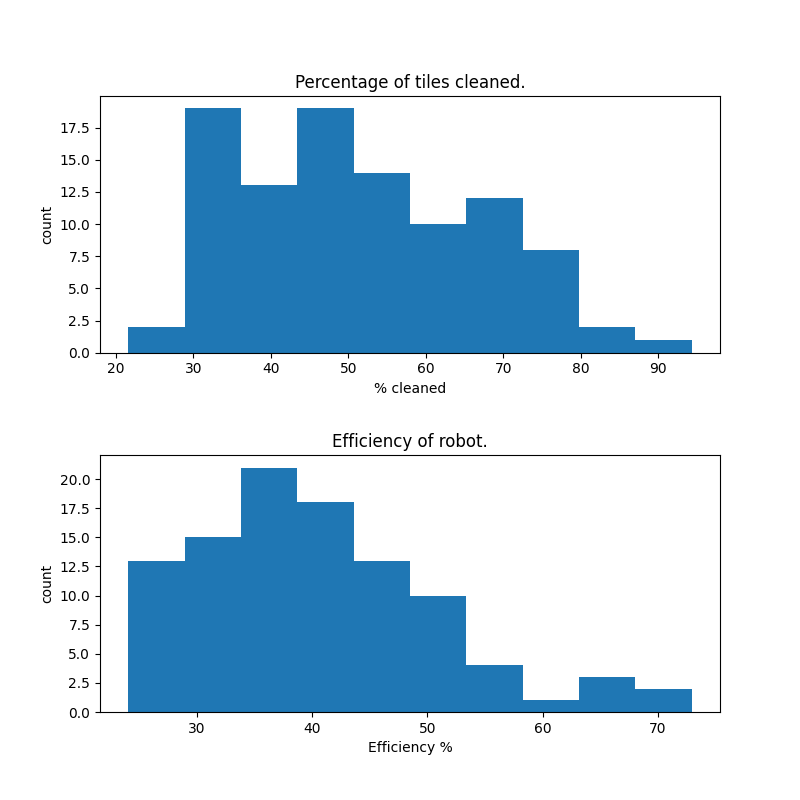 Percentage of tiles cleaned.
17.5
15.0
12.5
10.0
7.5
5.0
2.5
0.0
count
20 30 40 50 60 70 80 90
% cleaned
Efficiency of robot.
20.0
17.5
15.0
12.5
10.0
7.5
5.0
2.5
0.0
count
30 40 50 60 70
Efficiency %